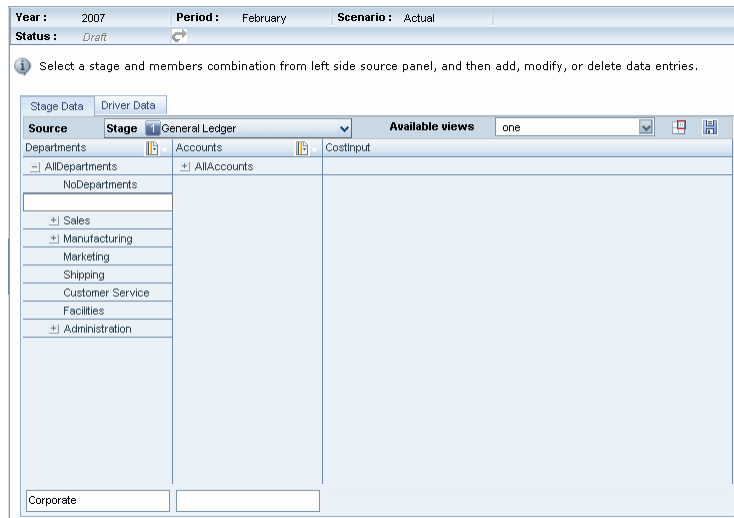 Year : 2007 Period : February Scenario : Actual
Status : Draft
Select a stage and members combination from left side source panel, and then add, modify, or delete data entries.
Stage Data Driver Data
Source Stage 1 General Ledger Available views one
Departments Accounts CostInput
AllDepartments AllAccounts
NoDepartments
Sales
Manufacturing
Marketing
Shipping
Customer Service
Facilities
Administration
Corporate